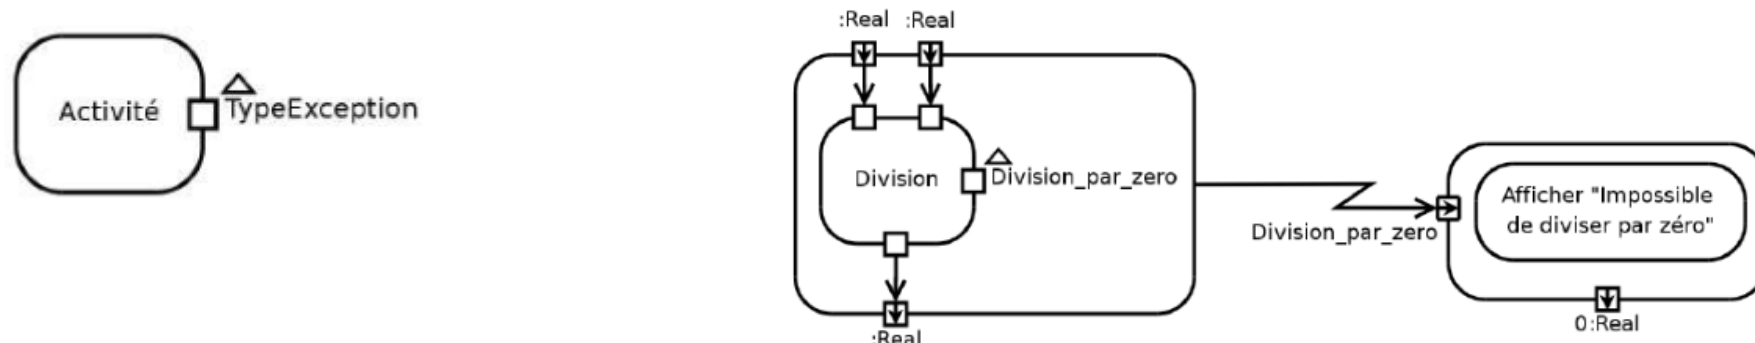 Activité
TypeException
:Real
:Real
Division
Division_par_zero
:Real
Division_par_zero
Afficher "Impossible
de diviser par zéro"
0:Real